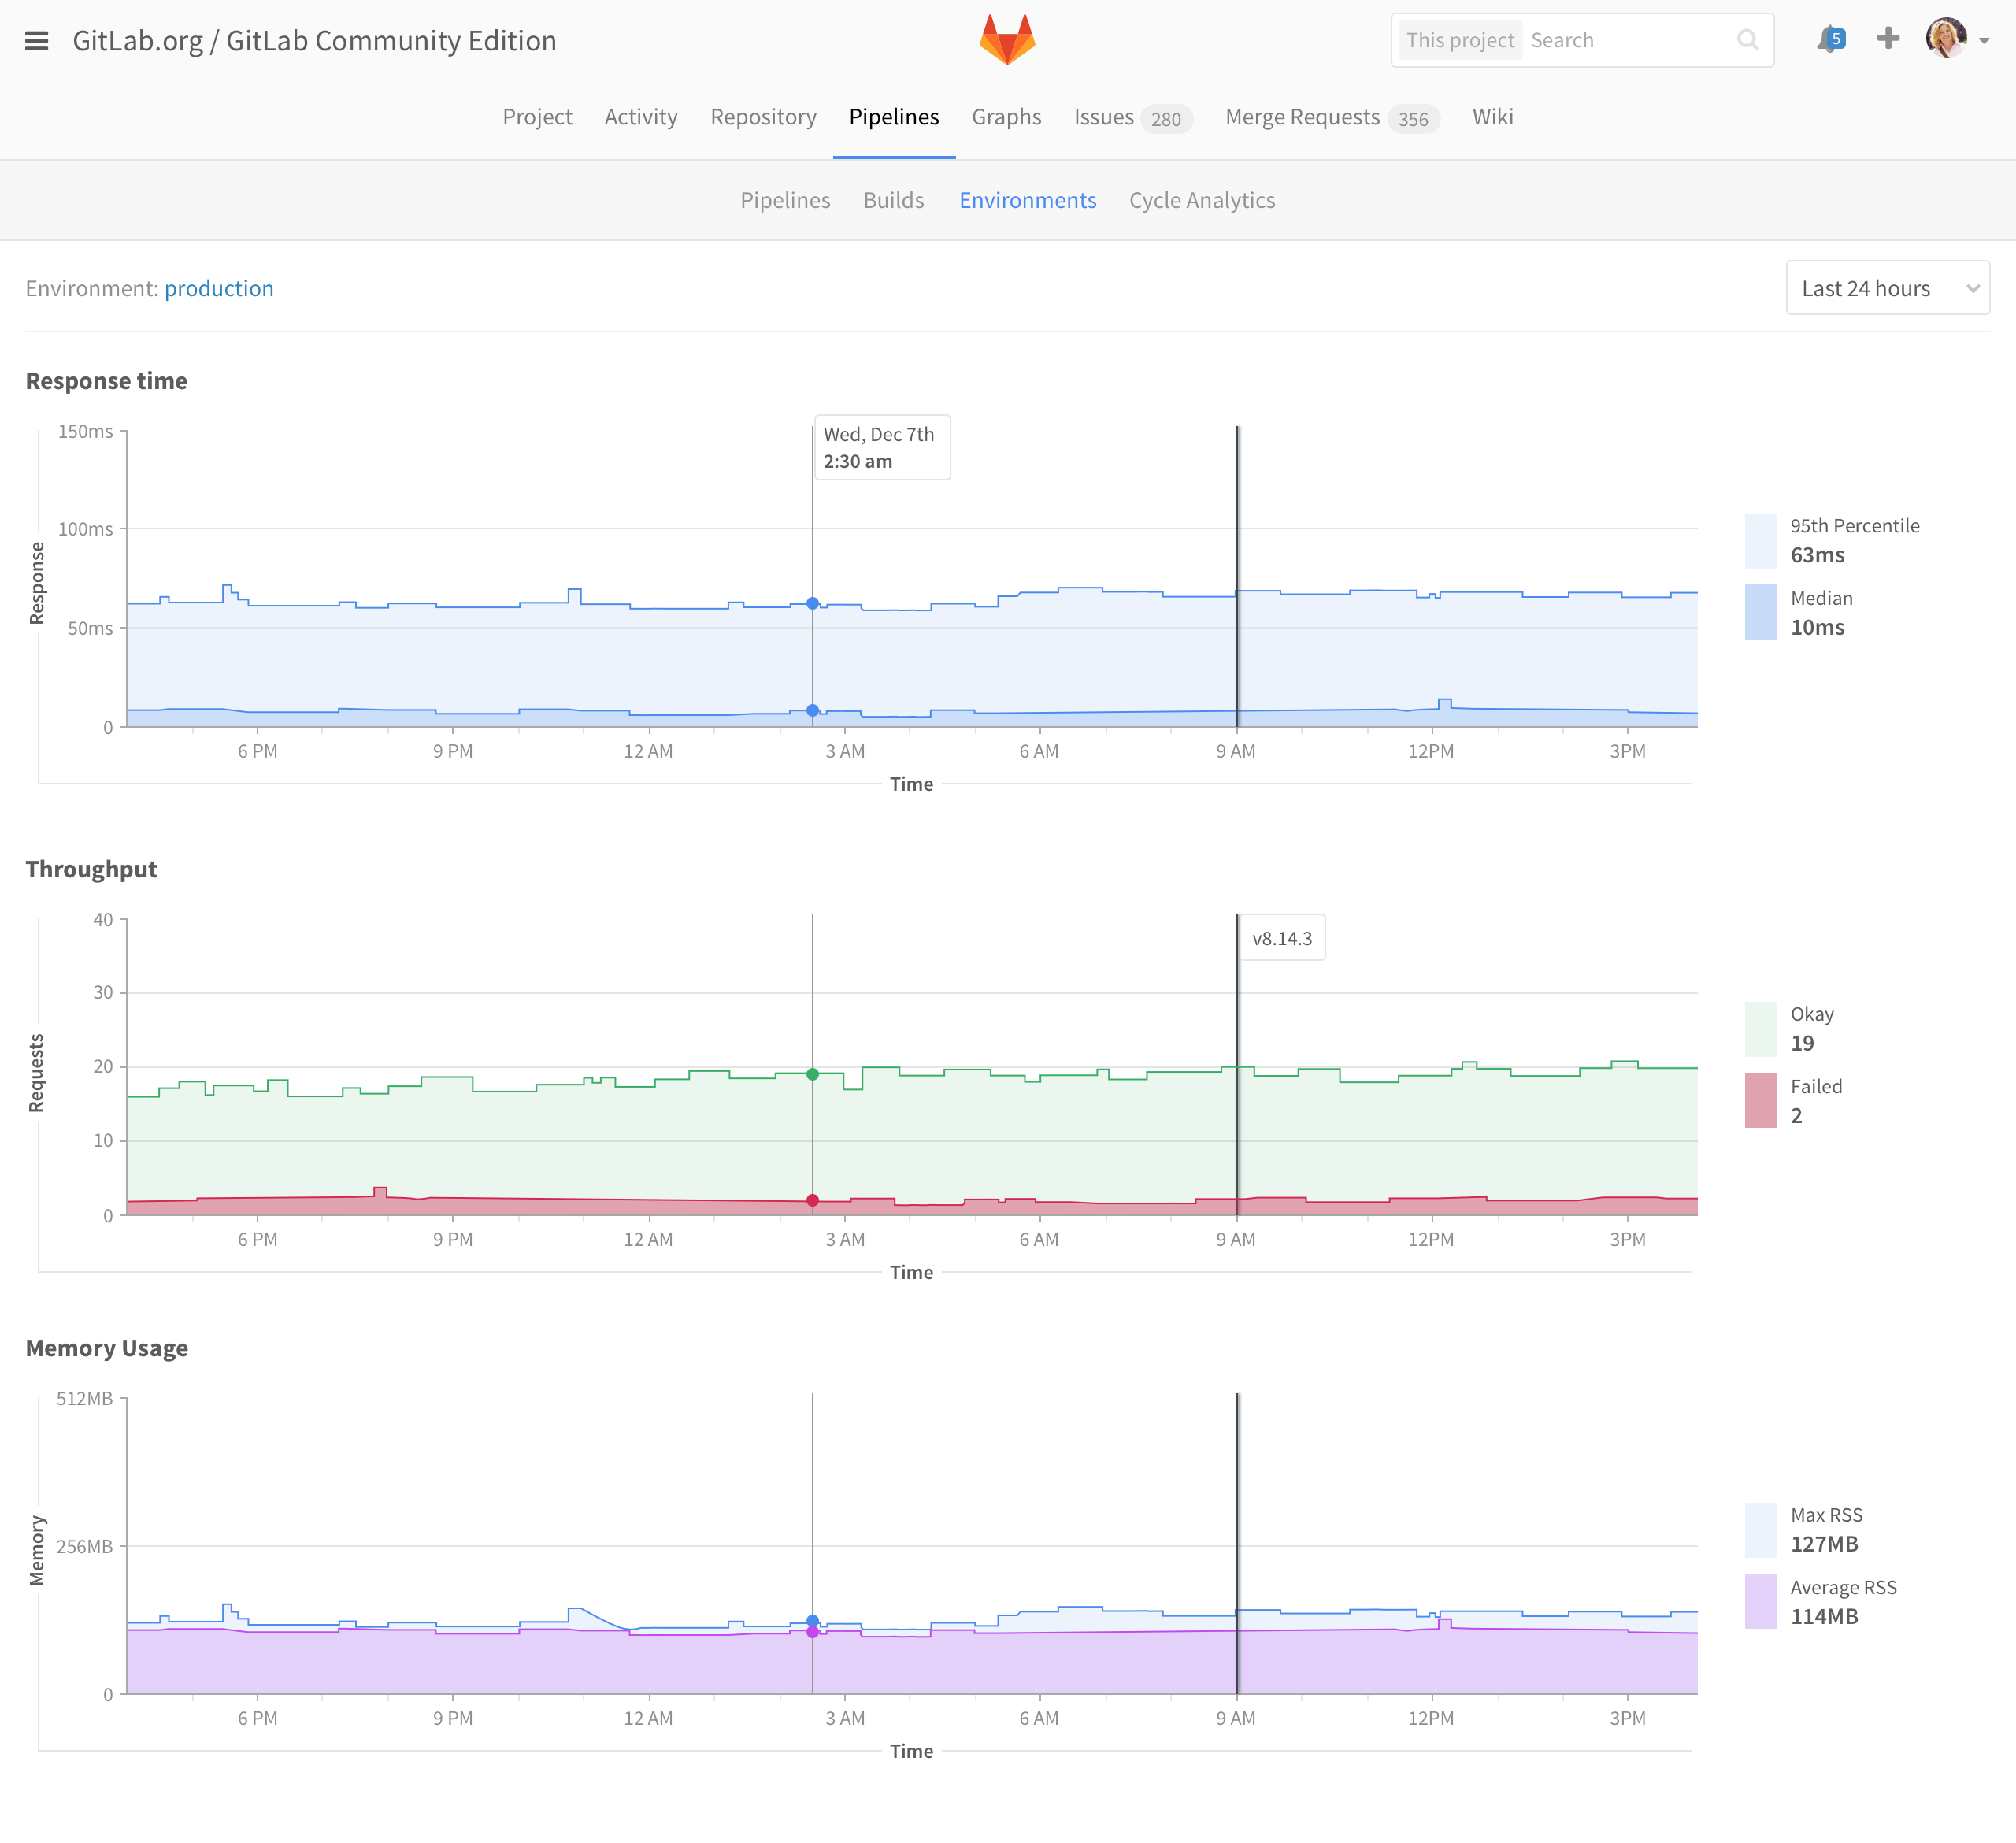 GitLab.org / GitLab Community Edition
This project Search
5
Project Activity Repository Pipelines Graphs Issues 280 Merge Requests 356 Wiki
Pipelines Builds Environments Cycle Analytics
Environment: production
Last 24 hours
Response time
Wed, Dec 7th
2:30 am
150ms
100ms
50ms
0
Response
6 PM 9 PM 12 AM 3 AM 6 AM 9 AM 12PM 3PM
Time
95th Percentile
63ms
Median
10ms
Throughput
v8.14.3
40
30
20
10
0
Requests
6 PM 9 PM 12 AM 3 AM 6 AM 9 AM 12PM 3PM
Time
Okay
19
Failed
2
Memory Usage
512MB
256MB
0
Memory
6 PM 9 PM 12 AM 3 AM 6 AM 9 AM 12PM 3PM
Time
Max RSS
127MB
Average RSS
114MB